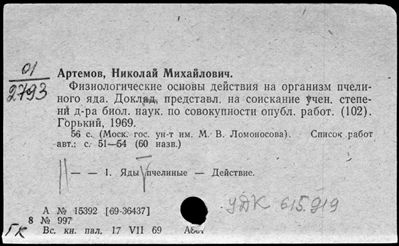 01
2793
Артемов, Николай Михайлович.
Физиологические основы действия на организм пчели-
ного яда. Доклад, представл. на соискание учен. степе-
ни д-ра биол. наук. по совокупности опубл. работ. (102).
Горький, 1969.
56 с. (Моск. гос. ун-т им. М. В. Ломоносова). Список работ
авт.: с. 51—54 (60 назв.)
— — 1. Яды пчелиные — Действие.
УДК 615.919
А № 15392 [69-36437]
8 № 997
ГК
Вс. кн. пал. 17 VII 69